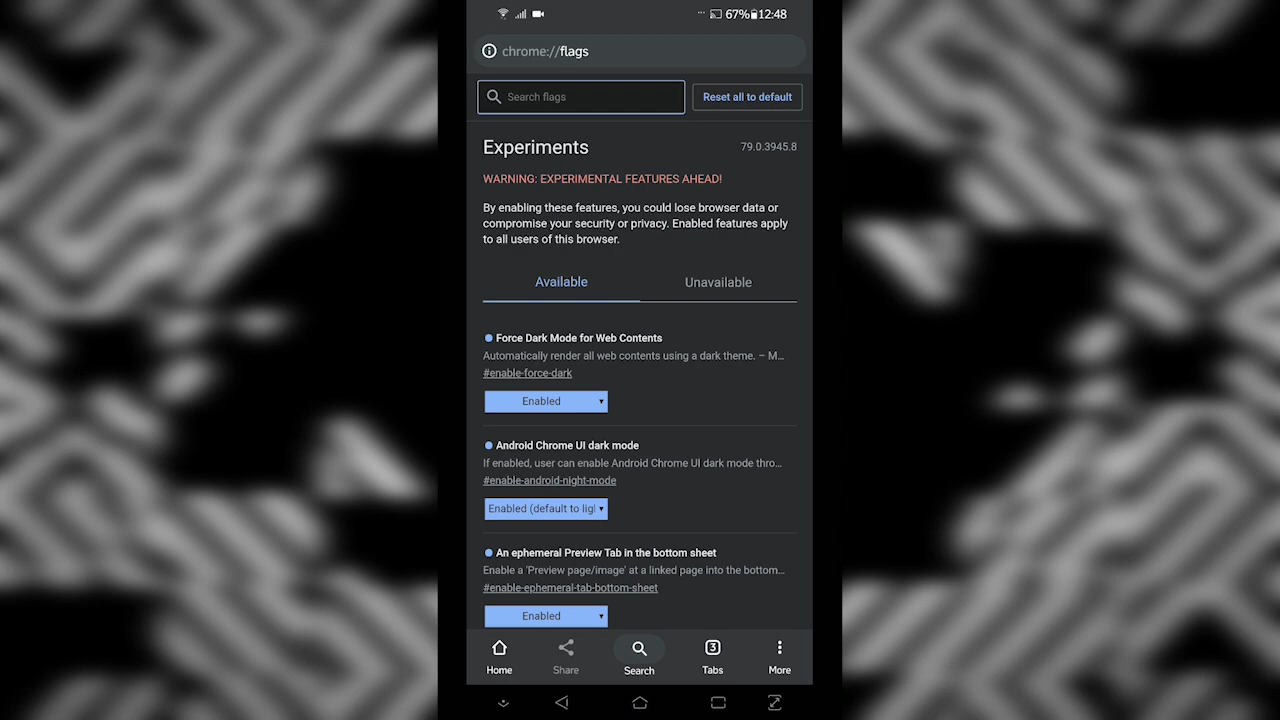 67% 12:48
chrome://flags
Search flags
Reset all to default
Experiments
79.0.3945.8
WARNING: EXPERIMENTAL FEATURES AHEAD!
By enabling these features, you could lose browser data or
compromise your security or privacy. Enabled features apply
to all users of this browser.
Available
Unavailable
Force Dark Mode for Web Contents
Automatically render all web contents using a dark theme. – M...
#enable-force-dark
Enabled
Android Chrome UI dark mode
If enabled, user can enable Android Chrome UI dark mode thro...
#enable-android-night-mode
Enabled (default to ligh
An ephemeral Preview Tab in the bottom sheet
Enable a 'Preview page/image' at a linked page into the bottom...
#enable-ephemeral-tab-bottom-sheet
Enabled
3
Home
Share
Search
Tabs
More